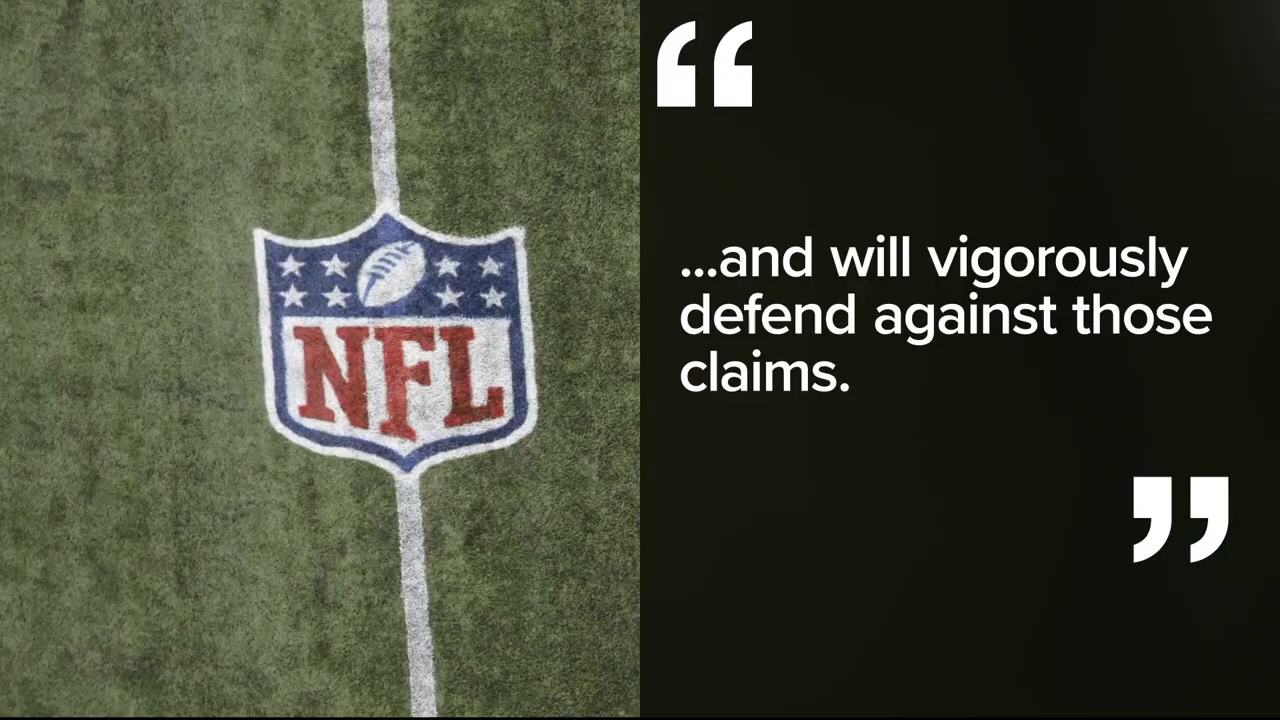 NFL
“
...and will vigorously
defend against those
claims.
”